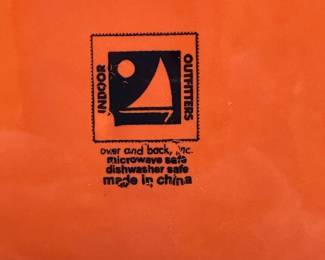 INDOOR
OUTFITTERS
over and back, inc.
microwave safe
dishwasher safe
made in china